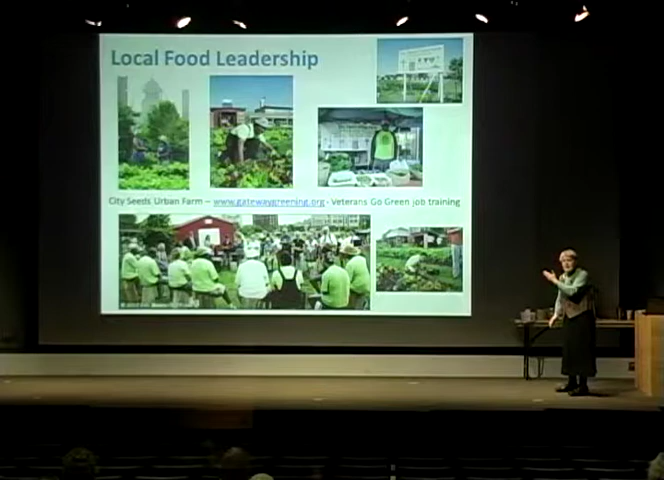 Local Food Leadership
City Seeds Urban Farm – www.gatewaygreening.org - Veterans Go Green job training